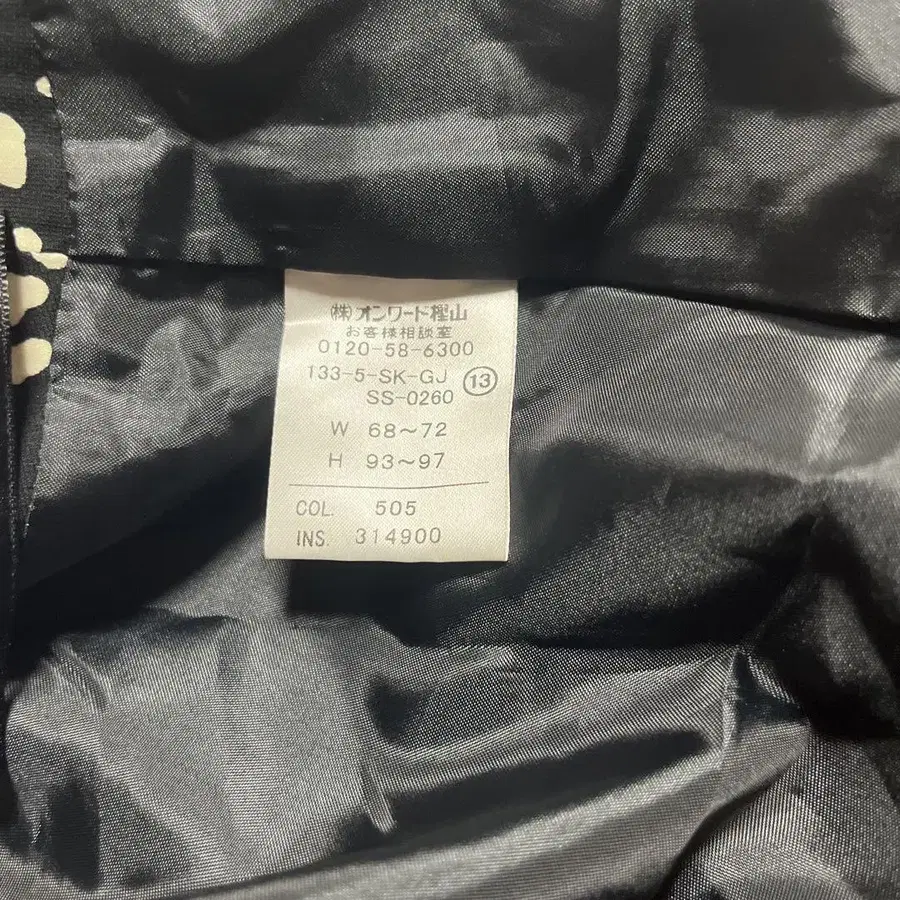 ㈱オンワード樫山
お客様相談室
0120-58-6300
133-5-SK-GJ ⑬
SS-0260
W 68〜72
H 93〜97
COL. 505
INS. 314900